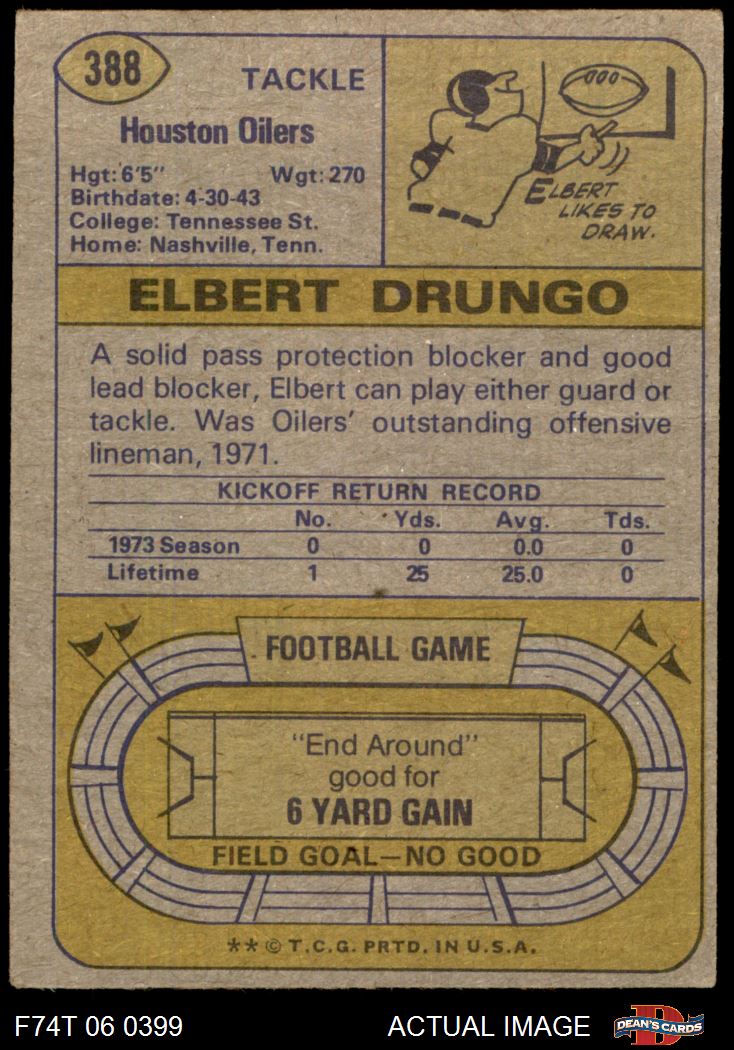 388
TACKLE
Houston Oilers
Hgt: 6'5" Wgt: 270
Birthdate: 4-30-43
College: Tennessee St.
Home: Nashville, Tenn.
ELBERT
LIKES TO
DRAW.
ELBERT DRUNGO
A solid pass protection blocker and good
lead blocker, Elbert can play either guard or
tackle. Was Oilers' outstanding offensive
lineman, 1971.
KICKOFF RETURN RECORD
No. Yds. Avg. Tds.
1973 Season 0 0 0.0 0
Lifetime 1 25 25.0 0
FOOTBALL GAME
"End Around"
good for
6 YARD GAIN
FIELD GOAL—NO GOOD
** © T.C.G. PRTD. IN U.S.A.
F74T 06 0399 ACTUAL IMAGE D DEAN'S CARDS